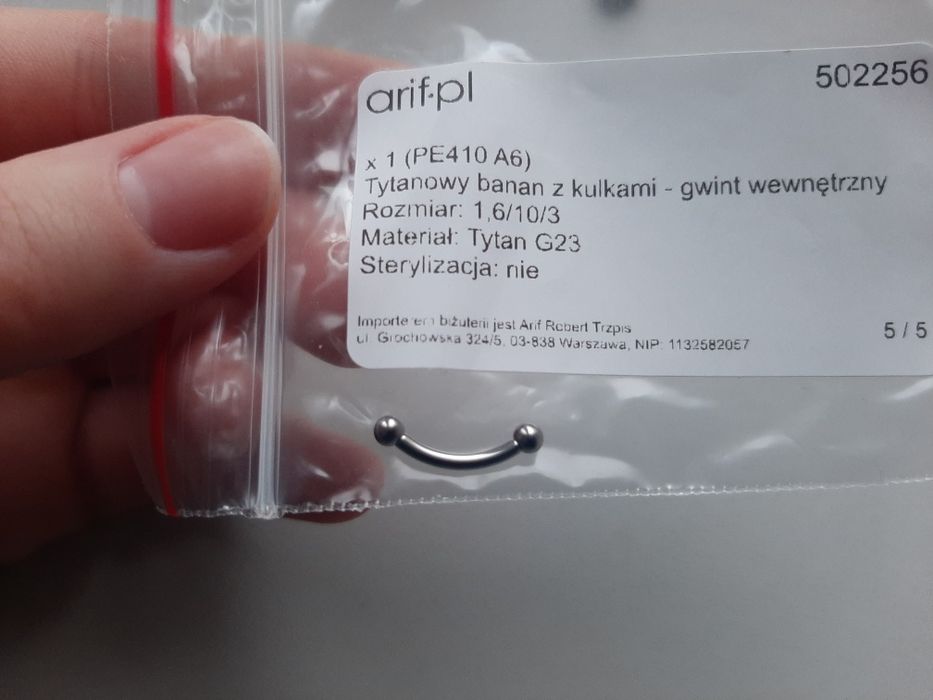 arif.pl
502256
x 1 (PE410 A6)
Tytanowy banan z kulkami - gwint wewnętrzny
Rozmiar: 1,6/10/3
Materiał: Tytan G23
Sterylizacja: nie
Importerem biżuterii jest Arif Robert Trzpis
ul. Grochowska 324/5, 03-838 Warszawa, NIP: 1132582057
5 / 5